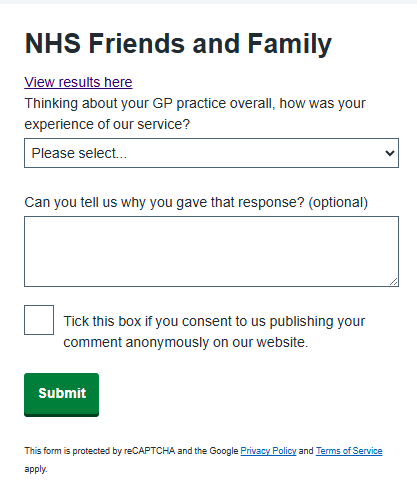 NHS Friends and Family
View results here
Thinking about your GP practice overall, how was your
experience of our service?
Please select...
Can you tell us why you gave that response? (optional)
Tick this box if you consent to us publishing your
comment anonymously on our website.
Submit
This form is protected by reCAPTCHA and the Google Privacy Policy and Terms of Service
apply.